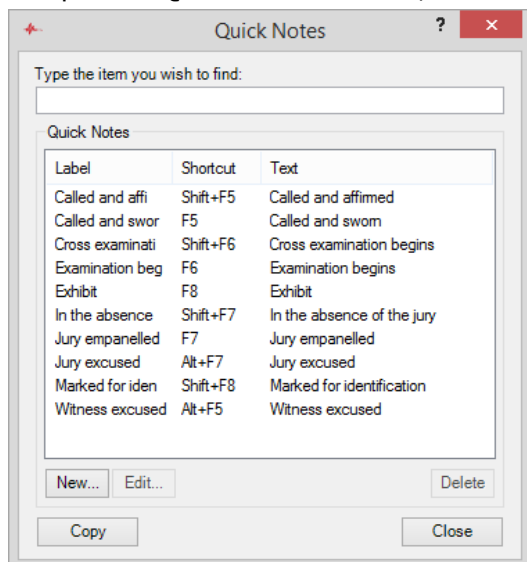 Quick Notes ? ×
Type the item you wish to find:
Quick Notes
Label Shortcut Text
Called and affi Shift+F5 Called and affirmed
Called and swor F5 Called and sworn
Cross examinati Shift+F6 Cross examination begins
Examination beg F6 Examination begins
Exhibit F8 Exhibit
In the absence Shift+F7 In the absence of the jury
Jury empanelled F7 Jury empanelled
Jury excused Alt+F7 Jury excused
Marked for iden Shift+F8 Marked for identification
Witness excused Alt+F5 Witness excused
New... Edit... Delete
Copy Close